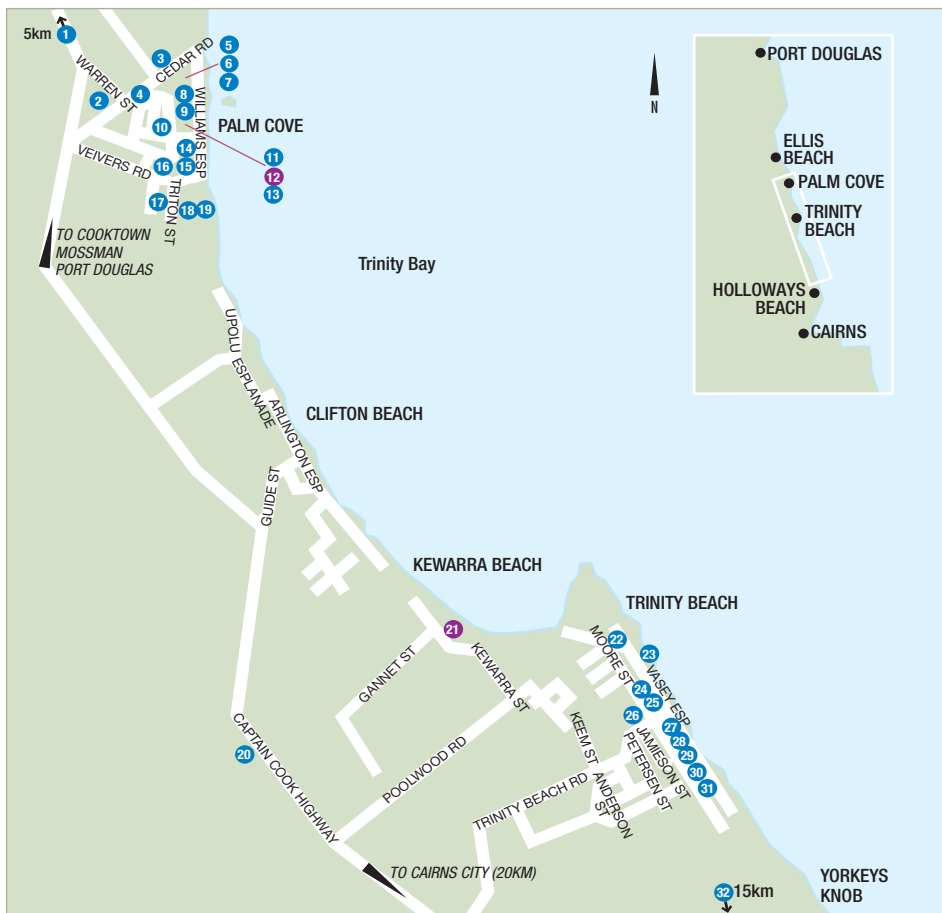 1
5km
WARREN ST
2
3
CEDAR RD
4
5
6
7
8
9
WILLIAMS ESP
PALM COVE
10
11
12
13
14
15
16
VEIVERS RD
17
TRITON ST
18
19
TO COOKTOWN
MOSSMAN
PORT DOUGLAS
Trinity Bay
N
PORT DOUGLAS
ELLIS
BEACH
PALM COVE
TRINITY
BEACH
HOLLOWAYS
BEACH
CAIRNS
UPOLU ESPLANADE
ARLINGTON ESP
CLIFTON BEACH
GUIDE ST
KEWARRA BEACH
TRINITY BEACH
21
GANNET ST
KEWARRA ST
22
MOORE ST
23
VASEY ESP
24
25
26
27
28
29
30
31
JAMIESON ST
PETERSEN ST
KEEM ST
ANDERSON
ST
20
CAPTAIN COOK HIGHWAY
POOLWOOD RD
TRINITY BEACH RD
TO CAIRNS CITY (20KM)
32
15km
YORKEYS
KNOB